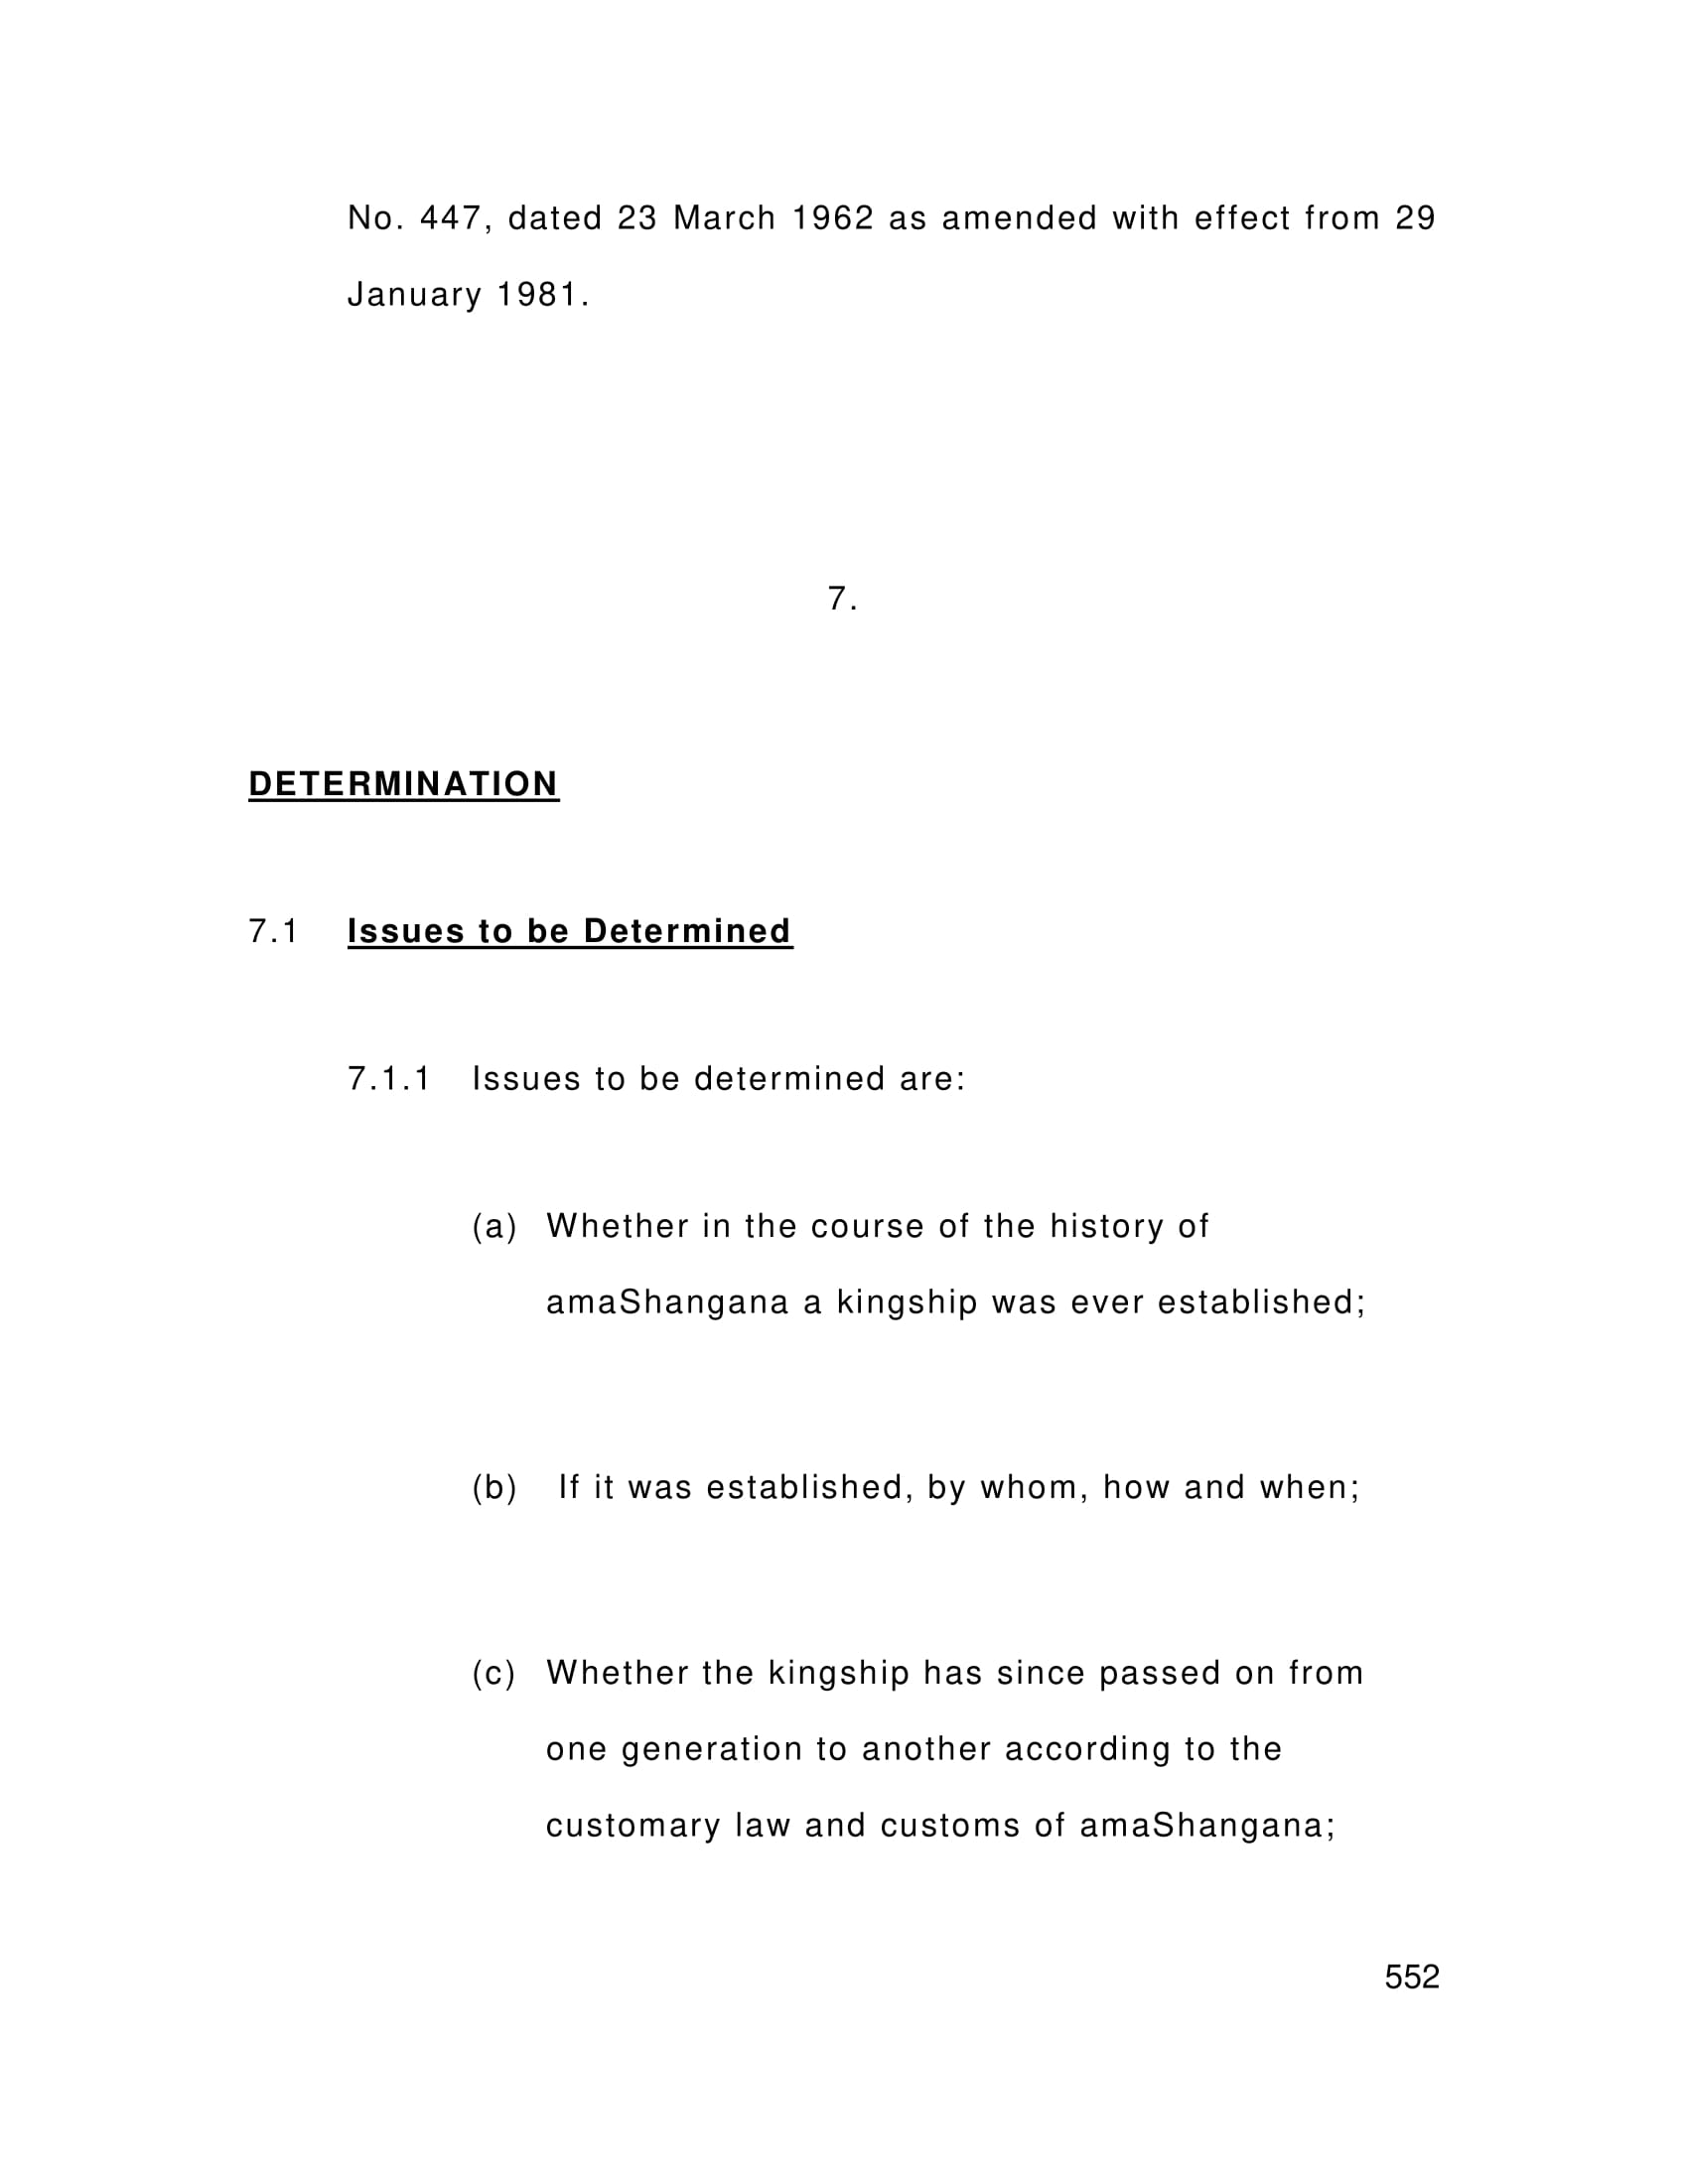 No. 447, dated 23 March 1962 as amended with effect from 29
January 1981.
7.
DETERMINATION
7.1 Issues to be Determined
7.1.1 Issues to be determined are:
(a) Whether in the course of the history of
amaShangana a kingship was ever established;
(b) If it was established, by whom, how and when;
(c) Whether the kingship has since passed on from
one generation to another according to the
customary law and customs of amaShangana;
552